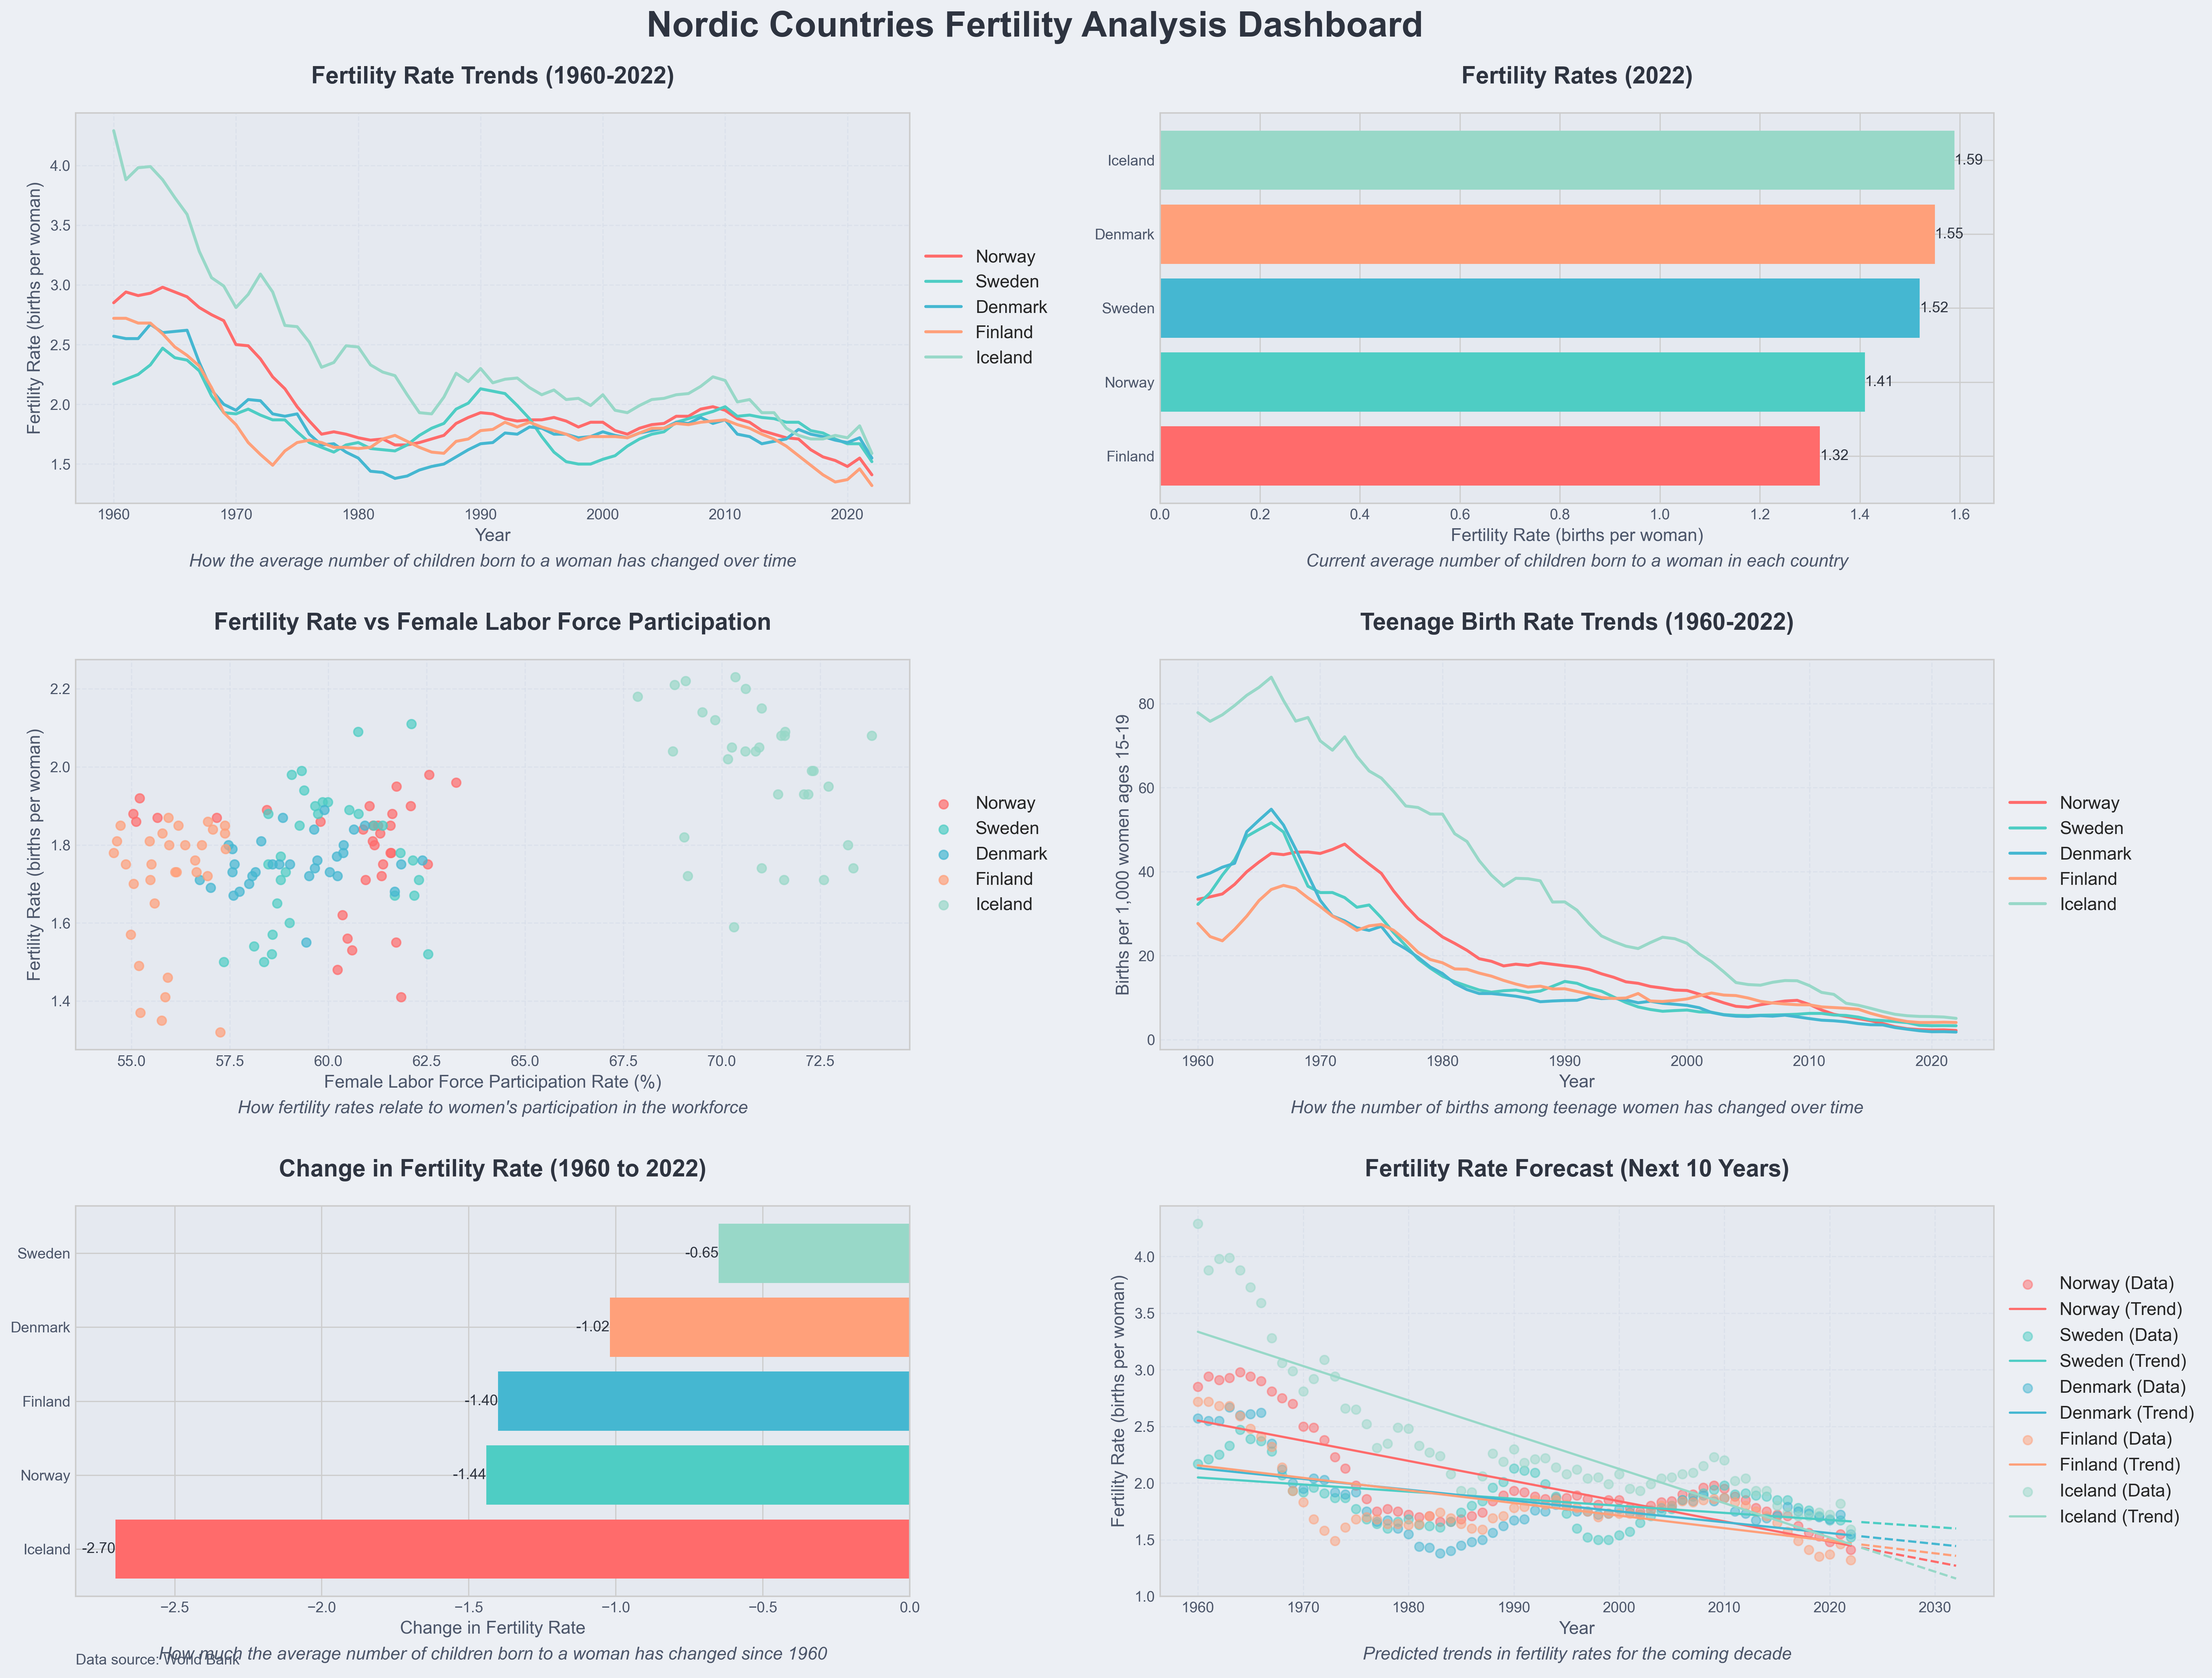 Nordic Countries Fertility Analysis Dashboard
Fertility Rate Trends (1960-2022)
Fertility Rate (births per woman)
4.0
3.5
3.0
2.5
2.0
1.5
1960 1970 1980 1990 2000 2010 2020
Year
How the average number of children born to a woman has changed over time
Norway
Sweden
Denmark
Finland
Iceland
Fertility Rates (2022)
Iceland 1.59
Denmark 1.55
Sweden 1.52
Norway 1.41
Finland 1.32
0.0 0.2 0.4 0.6 0.8 1.0 1.2 1.4 1.6
Fertility Rate (births per woman)
Current average number of children born to a woman in each country
Fertility Rate vs Female Labor Force Participation
Fertility Rate (births per woman)
2.2
2.0
1.8
1.6
1.4
55.0 57.5 60.0 62.5 65.0 67.5 70.0 72.5
Female Labor Force Participation Rate (%)
How fertility rates relate to women's participation in the workforce
Norway
Sweden
Denmark
Finland
Iceland
Teenage Birth Rate Trends (1960-2022)
Births per 1,000 women ages 15-19
80
60
40
20
0
1960 1970 1980 1990 2000 2010 2020
Year
How the number of births among teenage women has changed over time
Norway
Sweden
Denmark
Finland
Iceland
Change in Fertility Rate (1960 to 2022)
Sweden -0.65
Denmark -1.02
Finland -1.40
Norway -1.44
Iceland -2.70
−2.5 −2.0 −1.5 −1.0 −0.5 0.0
Change in Fertility Rate
How much the average number of children born to a woman has changed since 1960
Data source: World Bank
Fertility Rate Forecast (Next 10 Years)
Fertility Rate (births per woman)
4.0
3.5
3.0
2.5
2.0
1.5
1.0
1960 1970 1980 1990 2000 2010 2020 2030
Year
Predicted trends in fertility rates for the coming decade
Norway (Data)
Norway (Trend)
Sweden (Data)
Sweden (Trend)
Denmark (Data)
Denmark (Trend)
Finland (Data)
Finland (Trend)
Iceland (Data)
Iceland (Trend)